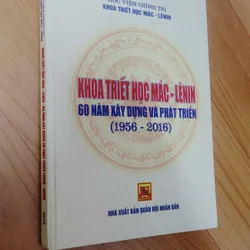 HỌC VIỆN CHÍNH TRỊ
KHOA TRIẾT HỌC MÁC - LÊNIN
KHOA TRIẾT HỌC MÁC - LÊNIN
60 NĂM XÂY DỰNG VÀ PHÁT TRIỂN
(1956 - 2016)
NHÀ XUẤT BẢN QUÂN ĐỘI NHÂN DÂN